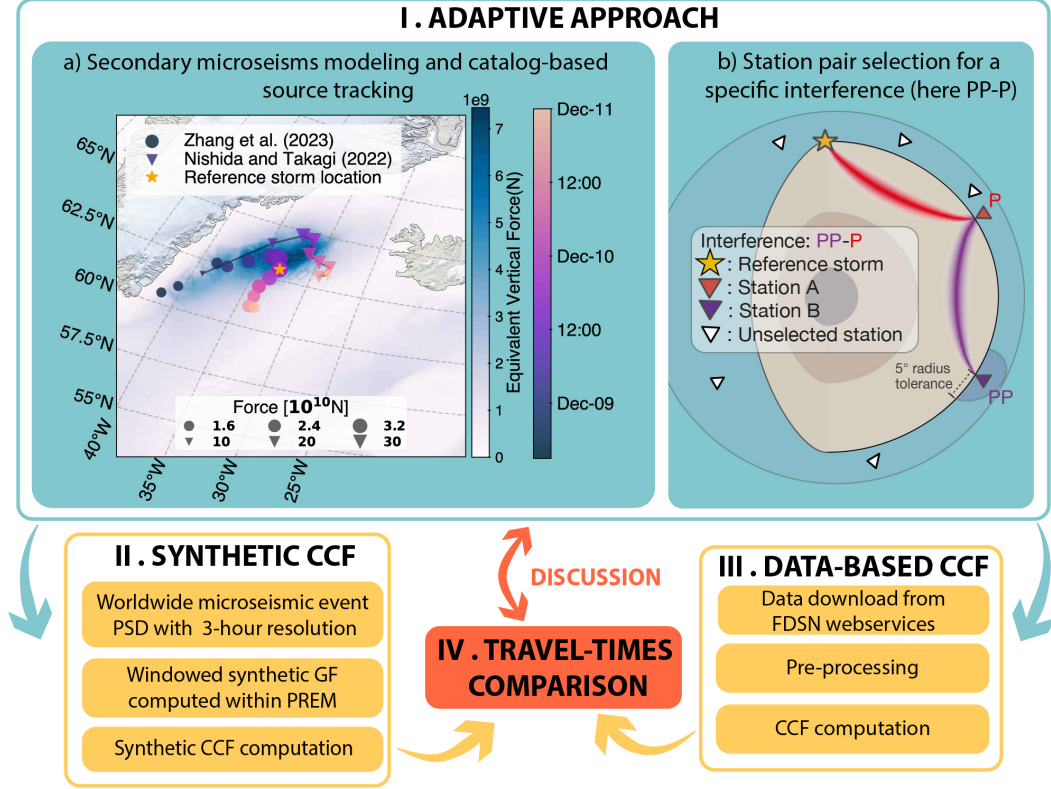 I . ADAPTIVE APPROACH
a) Secondary microseisms modeling and catalog-based
source tracking
1e9
Zhang et al. (2023)
Nishida and Takagi (2022)
Reference storm location
65°N
62.5°N
60°N
57.5°N
55°N
40°W
35°W
30°W
25°W
Force [10¹⁰N]
1.6
2.4
3.2
10
20
30
7
6
5
4
3
2
1
0
Equivalent Vertical Force(N)
Dec-11
12:00
Dec-10
12:00
Dec-09
b) Station pair selection for a
specific interference (here PP-P)
P
Interference: PP-P
: Reference storm
: Station A
: Station B
: Unselected station
5° radius
tolerance
PP
II . SYNTHETIC CCF
Worldwide microseismic event
PSD with 3-hour resolution
Windowed synthetic GF
computed within PREM
Synthetic CCF computation
DISCUSSION
IV . TRAVEL-TIMES
COMPARISON
III . DATA-BASED CCF
Data download from
FDSN webservices
Pre-processing
CCF computation